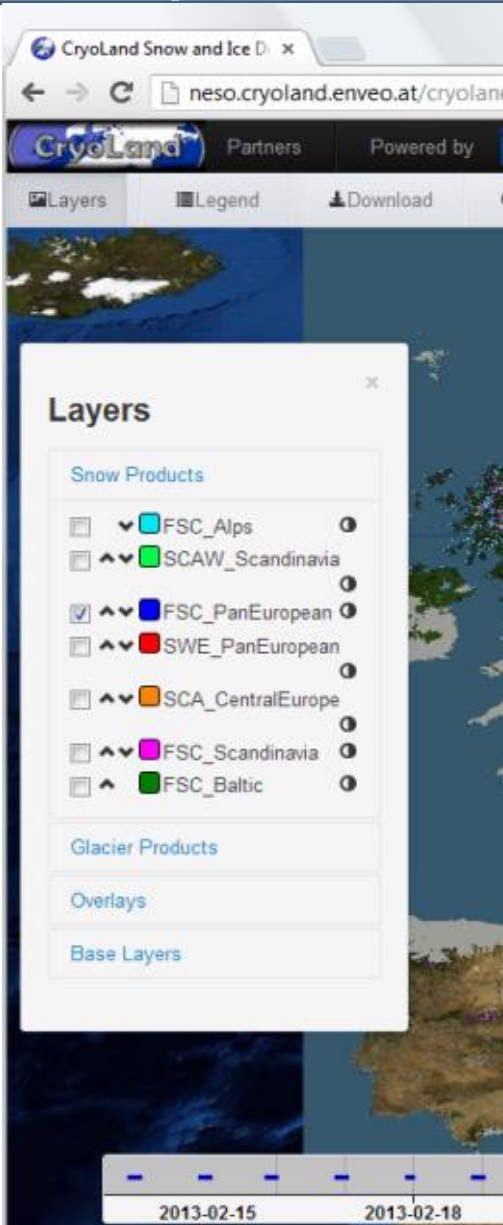 CryoLand Snow and Ice D
neso.cryoland.enveo.at/cryoland
CryoLand Partners Powered by
Layers Legend Download
Layers
Snow Products
FSC_Alps
SCAW_Scandinavia
FSC_PanEuropean
SWE_PanEuropean
SCA_CentralEurope
FSC_Scandinavia
FSC_Baltic
Glacier Products
Overlays
Base Layers
2013-02-15 2013-02-18